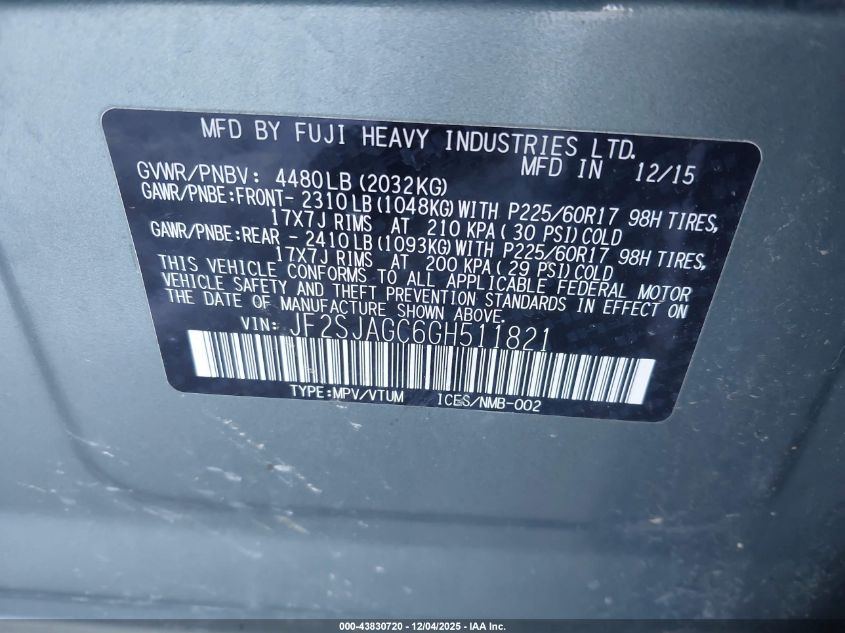 MFD BY FUJI HEAVY INDUSTRIES LTD.
MFD IN 12/15
GVWR/PNBV: 4480LB (2032KG)
GAWR/PNBE:FRONT- 2310LB (1048KG) WITH P225/60R17 98H TIRES,
17X7J RIMS AT 210 KPA ( 30 PSI) COLD
GAWR/PNBE:REAR - 2410LB (1093KG) WITH P225/60R17 98H TIRES,
17X7J RIMS AT 200 KPA ( 29 PSI) COLD
THIS VEHICLE CONFORMS TO ALL APPLICABLE FEDERAL MOTOR
VEHICLE SAFETY AND THEFT PREVENTION STANDARDS IN EFFECT ON
THE DATE OF MANUFACTURE SHOWN ABOVE.
VIN: JF2SJAGC6GH511821
TYPE:MPV/VTUM ICES/NMB-002
000-43830720 - 12/04/2025 - IAA Inc.